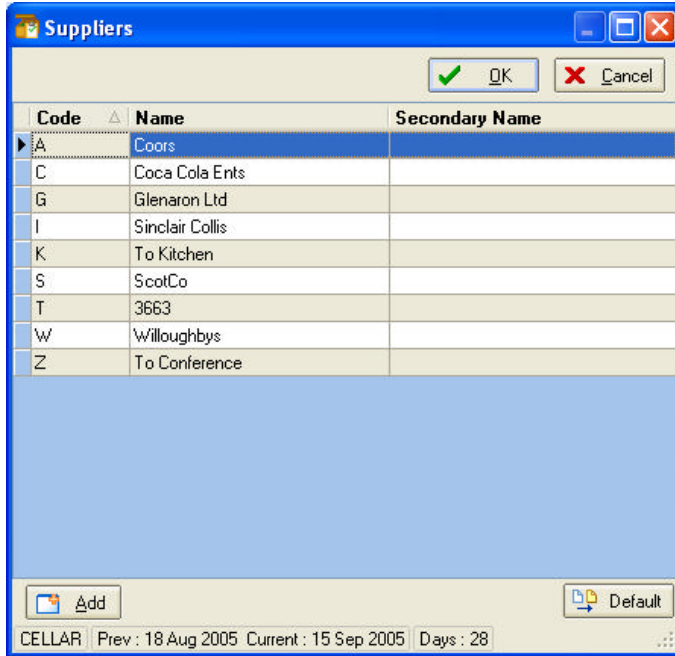 Suppliers
OK Cancel
Code Name Secondary Name
A Coors
C Coca Cola Ents
G Glenaron Ltd
I Sinclair Collis
K To Kitchen
S ScotCo
T 3663
W Willoughbys
Z To Conference
Add Default
CELLAR Prev : 18 Aug 2005 Current : 15 Sep 2005 Days : 28